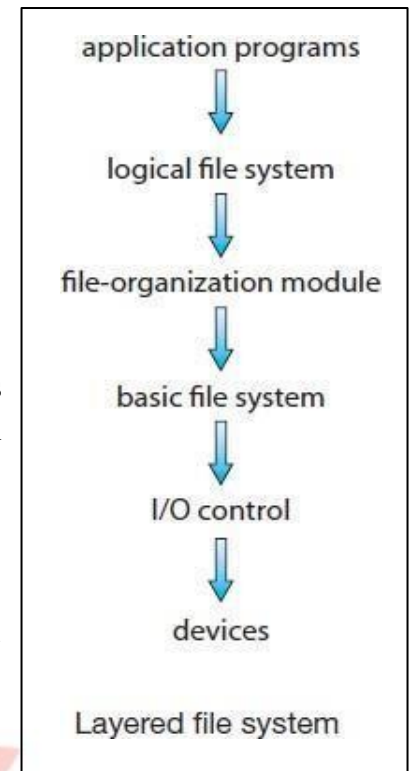 application programs
logical file system
file-organization module
basic file system
I/O control
devices
Layered file system